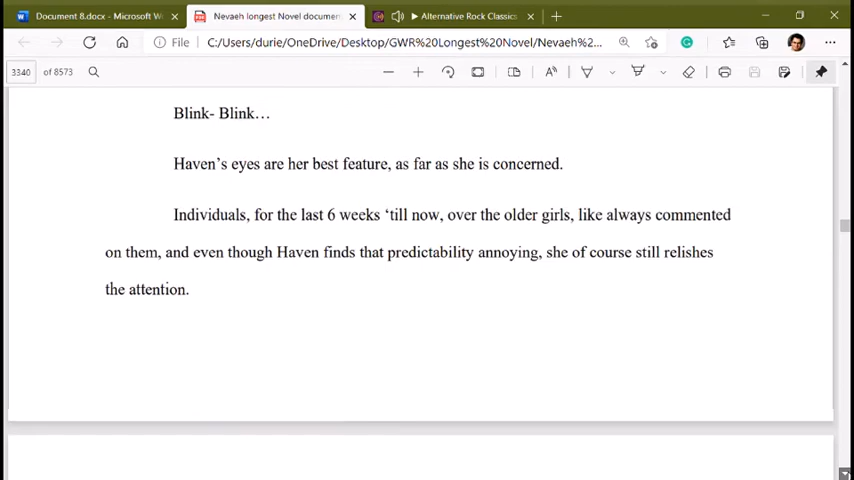 Document 8.docx - Microsoft W
Nevaeh longest Novel documen
Alternative Rock Classics
File
C:/Users/durie/OneDrive/Desktop/GWR%20Longest%20Novel/Nevaeh%2...
3340 of 8573
Blink- Blink…
Haven’s eyes are her best feature, as far as she is concerned.
Individuals, for the last 6 weeks ‘till now, over the older girls, like always commented
on them, and even though Haven finds that predictability annoying, she of course still relishes
the attention.